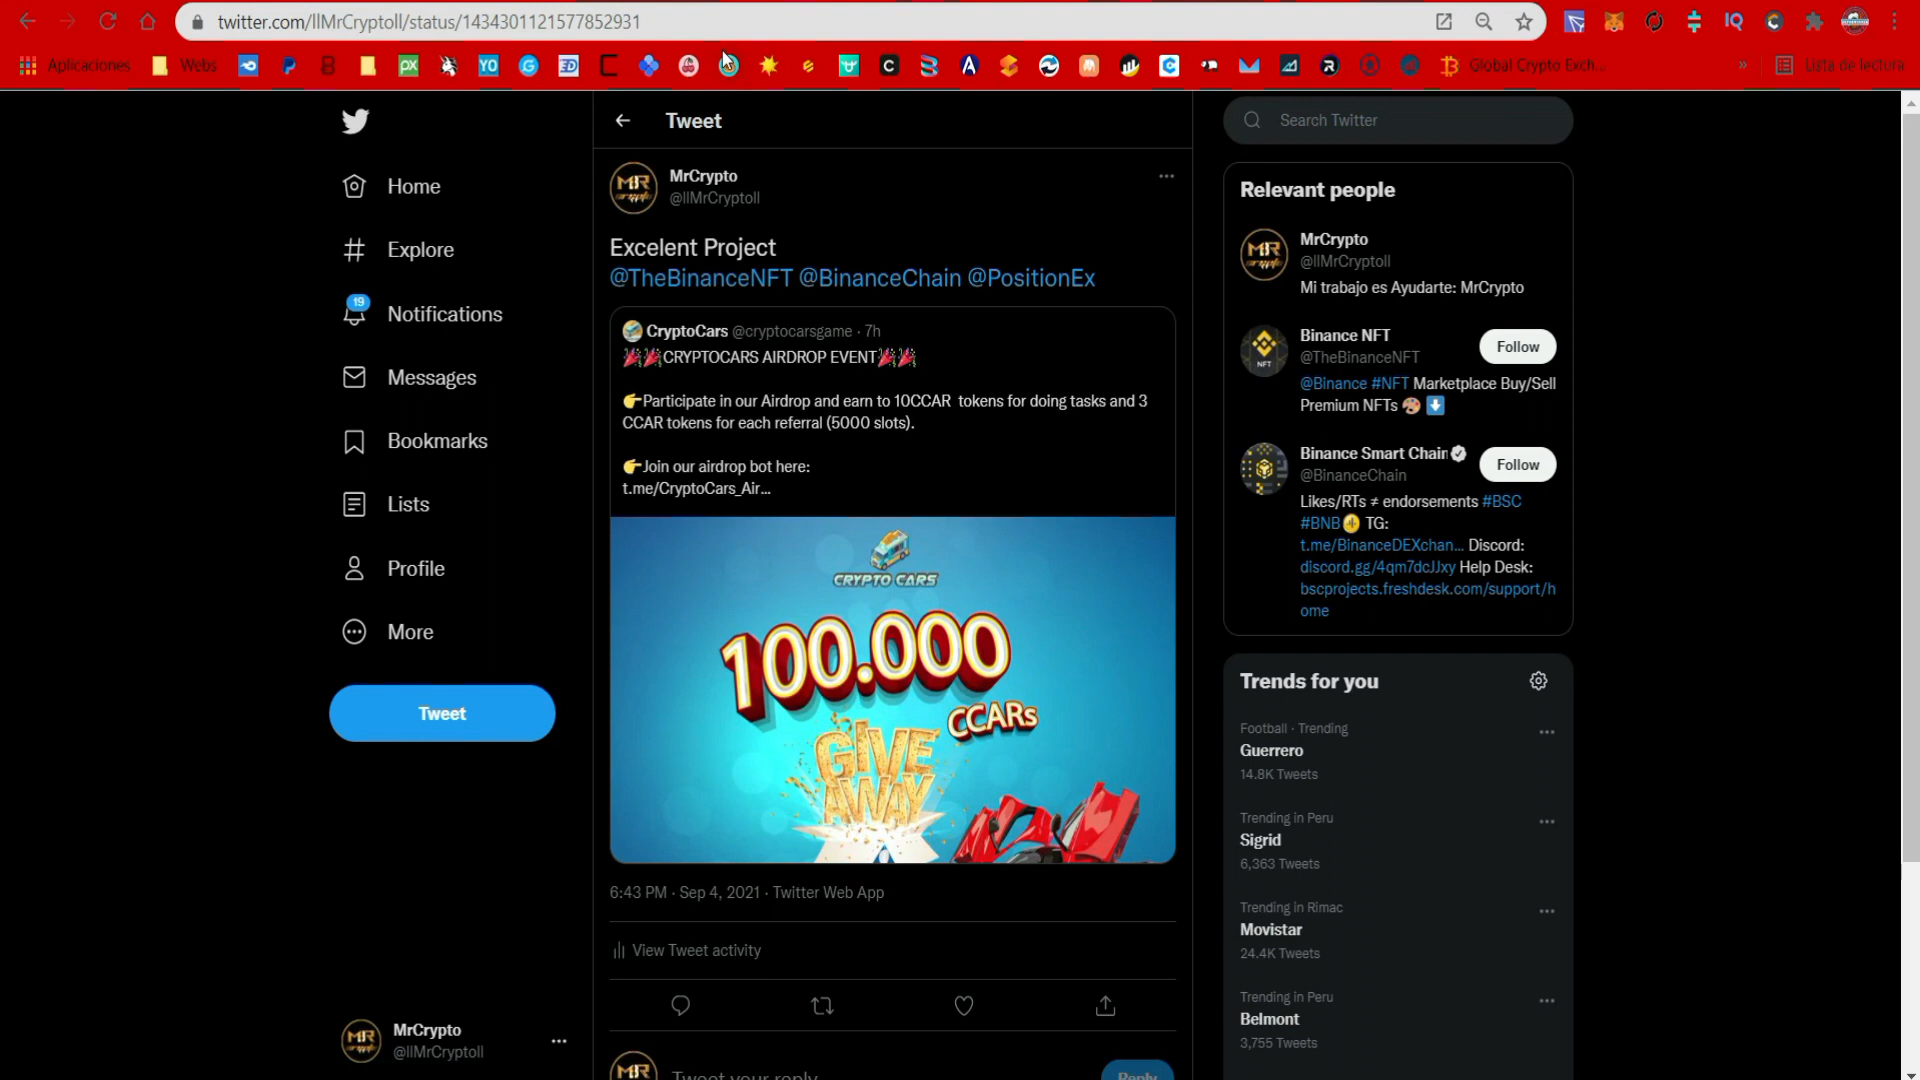 twitter.com/llMrCryptoll/status/1434301121577852931
Aplicaciones
Webs
Global Crypto Exch...
Lista de lectura
Home
Explore
19
Notifications
Messages
Bookmarks
Lists
Profile
More
Tweet
MrCrypto
@llMrCryptoll
Tweet
MrCrypto
@llMrCryptoll
Excelent Project
@TheBinanceNFT @BinanceChain @PositionEx
CryptoCars @cryptocarsgame · 7h
🎉🎉CRYPTOCARS AIRDROP EVENT🎉🎉
👉Participate in our Airdrop and earn to 10CCAR tokens for doing tasks and 3
CCAR tokens for each referral (5000 slots).
👉Join our airdrop bot here:
t.me/CryptoCars_Air...
CRYPTO CARS
100.000
CCARs
GIVE
AWAY
6:43 PM · Sep 4, 2021 · Twitter Web App
View Tweet activity
Tweet your reply
Reply
Search Twitter
Relevant people
MrCrypto
@llMrCryptoll
Mi trabajo es Ayudarte: MrCrypto
Binance NFT
@TheBinanceNFT
Follow
@Binance #NFT Marketplace Buy/Sell
Premium NFTs 🎨 ⬇️
Binance Smart Chain
@BinanceChain
Follow
Likes/RTs ≠ endorsements #BSC
#BNB TG:
t.me/BinanceDEXchan... Discord:
discord.gg/4qm7dcJJxy Help Desk:
bscprojects.freshdesk.com/support/h
ome
Trends for you
Football · Trending
Guerrero
14.8K Tweets
Trending in Peru
Sigrid
6,363 Tweets
Trending in Rimac
Movistar
24.4K Tweets
Trending in Peru
Belmont
3,755 Tweets